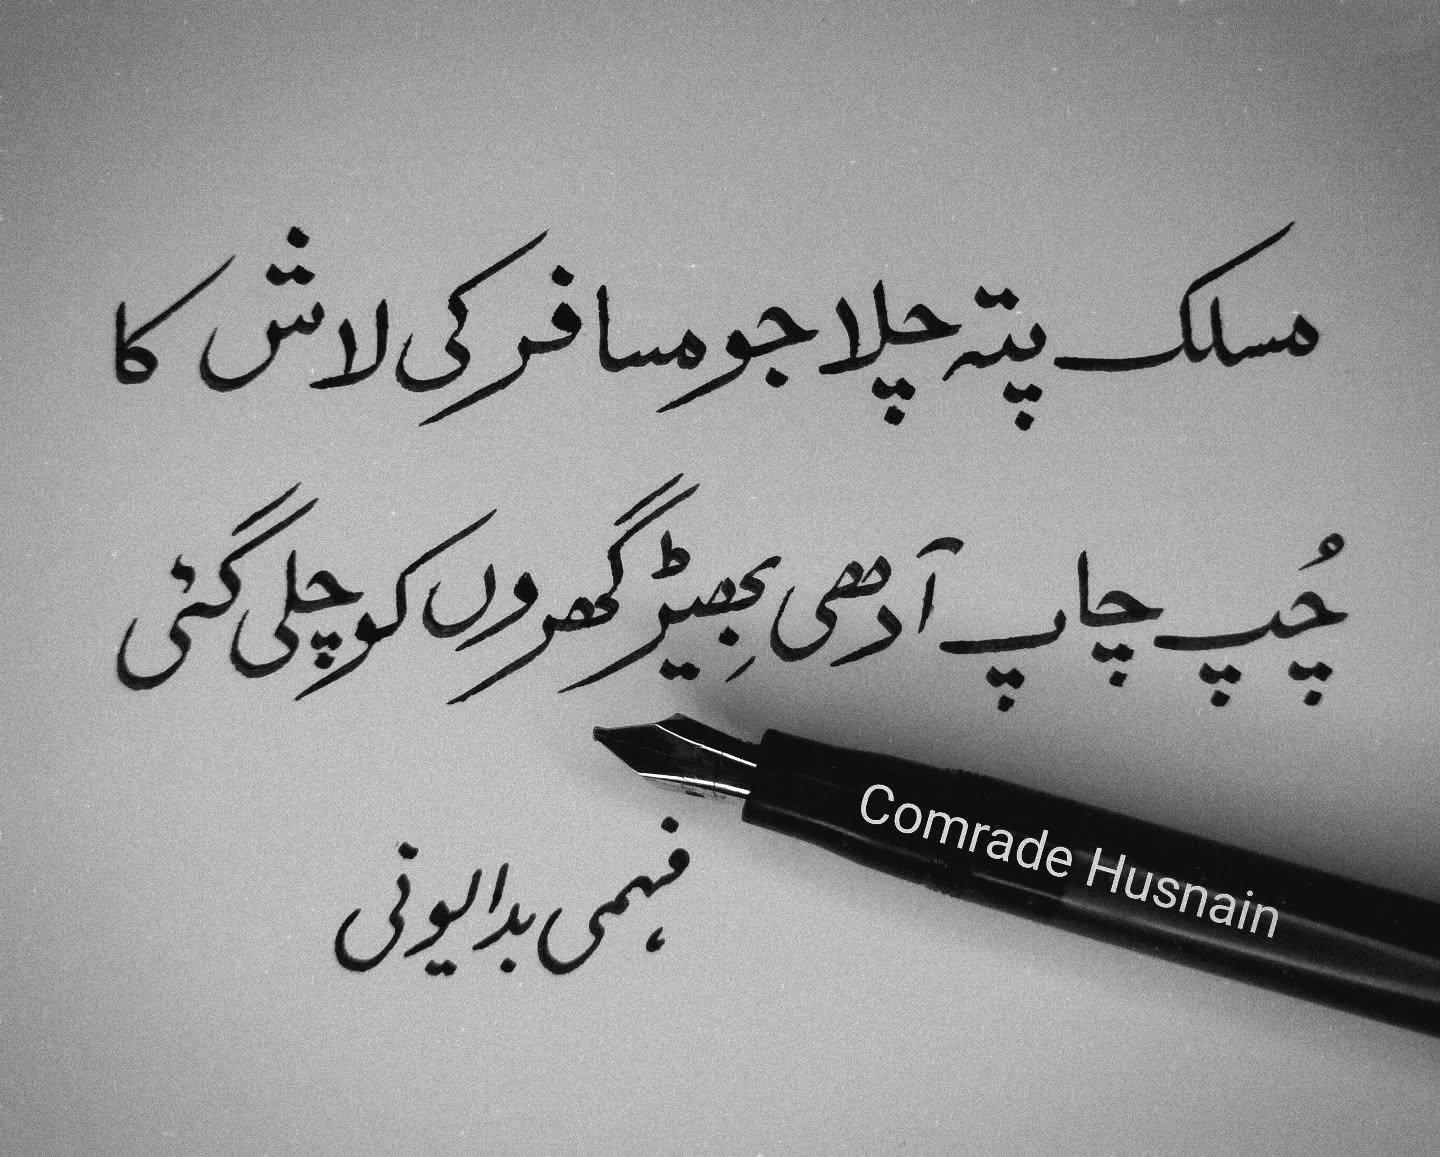 مسلک پتہ چلا جو مسافر کی لاش کا
چُپ چاپ آدھی بِھیڑ گھروں کو چلی گئی
فہمی بدایونی
Comrade Husnain